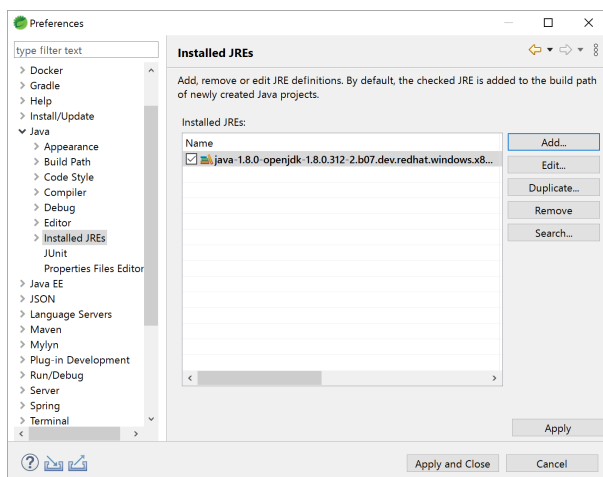 Preferences
type filter text
Docker
Gradle
Help
Install/Update
Java
Appearance
Build Path
Code Style
Compiler
Debug
Editor
Installed JREs
JUnit
Properties Files Editor
Java EE
JSON
Language Servers
Maven
Mylyn
Plug-in Development
Run/Debug
Server
Spring
Terminal
Installed JREs
Add, remove or edit JRE definitions. By default, the checked JRE is added to the build path
of newly created Java projects.
Installed JREs:
Name
java-1.8.0-openjdk-1.8.0.312-2.b07.dev.redhat.windows.x8...
Add...
Edit...
Duplicate...
Remove
Search...
Apply
?
Apply and Close
Cancel